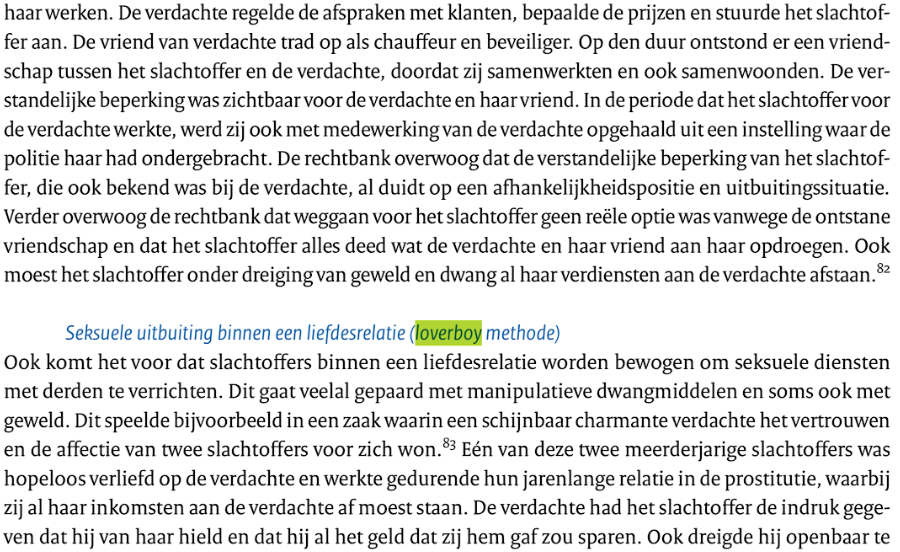 haar werken. De verdachte regelde de afspraken met klanten, bepaalde de prijzen en stuurde het slachtof-
fer aan. De vriend van verdachte trad op als chauffeur en beveiliger. Op den duur ontstond er een vriend-
schap tussen het slachtoffer en de verdachte, doordat zij samenwerkten en ook samenwoonden. De ver-
standelijke beperking was zichtbaar voor de verdachte en haar vriend. In de periode dat het slachtoffer voor
de verdachte werkte, werd zij ook met medewerking van de verdachte opgehaald uit een instelling waar de
politie haar had ondergebracht. De rechtbank overwoog dat de verstandelijke beperking van het slachtof-
fer, die ook bekend was bij de verdachte, al duidt op een afhankelijkheidspositie en uitbuitingssituatie.
Verder overwoog de rechtbank dat weggaan voor het slachtoffer geen reële optie was vanwege de ontstane
vriendschap en dat het slachtoffer alles deed wat de verdachte en haar vriend aan haar opdroegen. Ook
moest het slachtoffer onder dreiging van geweld en dwang al haar verdiensten aan de verdachte afstaan.82
Seksuele uitbuiting binnen een liefdesrelatie (loverboy methode)
Ook komt het voor dat slachtoffers binnen een liefdesrelatie worden bewogen om seksuele diensten
met derden te verrichten. Dit gaat veelal gepaard met manipulatieve dwangmiddelen en soms ook met
geweld. Dit speelde bijvoorbeeld in een zaak waarin een schijnbaar charmante verdachte het vertrouwen
en de affectie van twee slachtoffers voor zich won.83 Eén van deze twee meerderjarige slachtoffers was
hopeloos verliefd op de verdachte en werkte gedurende hun jarenlange relatie in de prostitutie, waarbij
zij al haar inkomsten aan de verdachte af moest staan. De verdachte had het slachtoffer de indruk gege-
ven dat hij van haar hield en dat hij al het geld dat zij hem gaf zou sparen. Ook dreigde hij openbaar te